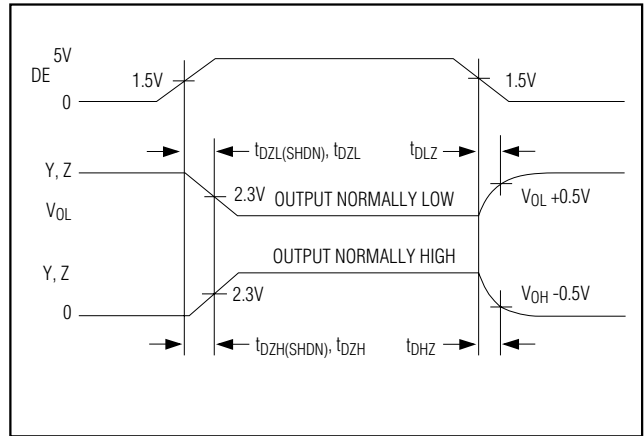 5V
DE
1.5V
1.5V
0
tDZL(SHDN), tDZL
tDLZ
Y, Z
2.3V
OUTPUT NORMALLY LOW
VOL +0.5V
VOL
OUTPUT NORMALLY HIGH
Y, Z
2.3V
VOH -0.5V
0
tDZH(SHDN), tDZH
tDHZ